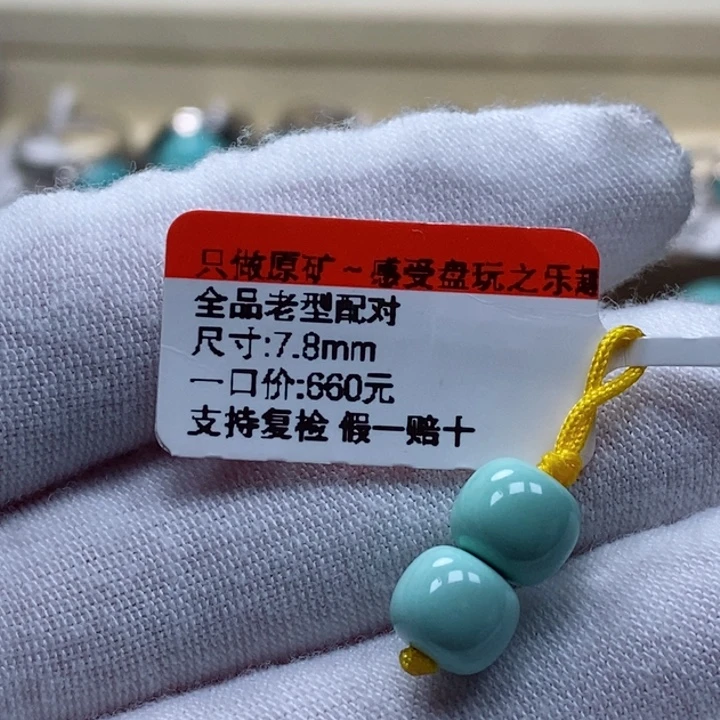 只做原矿~感受盘玩之乐趣
全品老型配对
尺寸:7.8mm
一口价:660元
支持复检 假一赔十